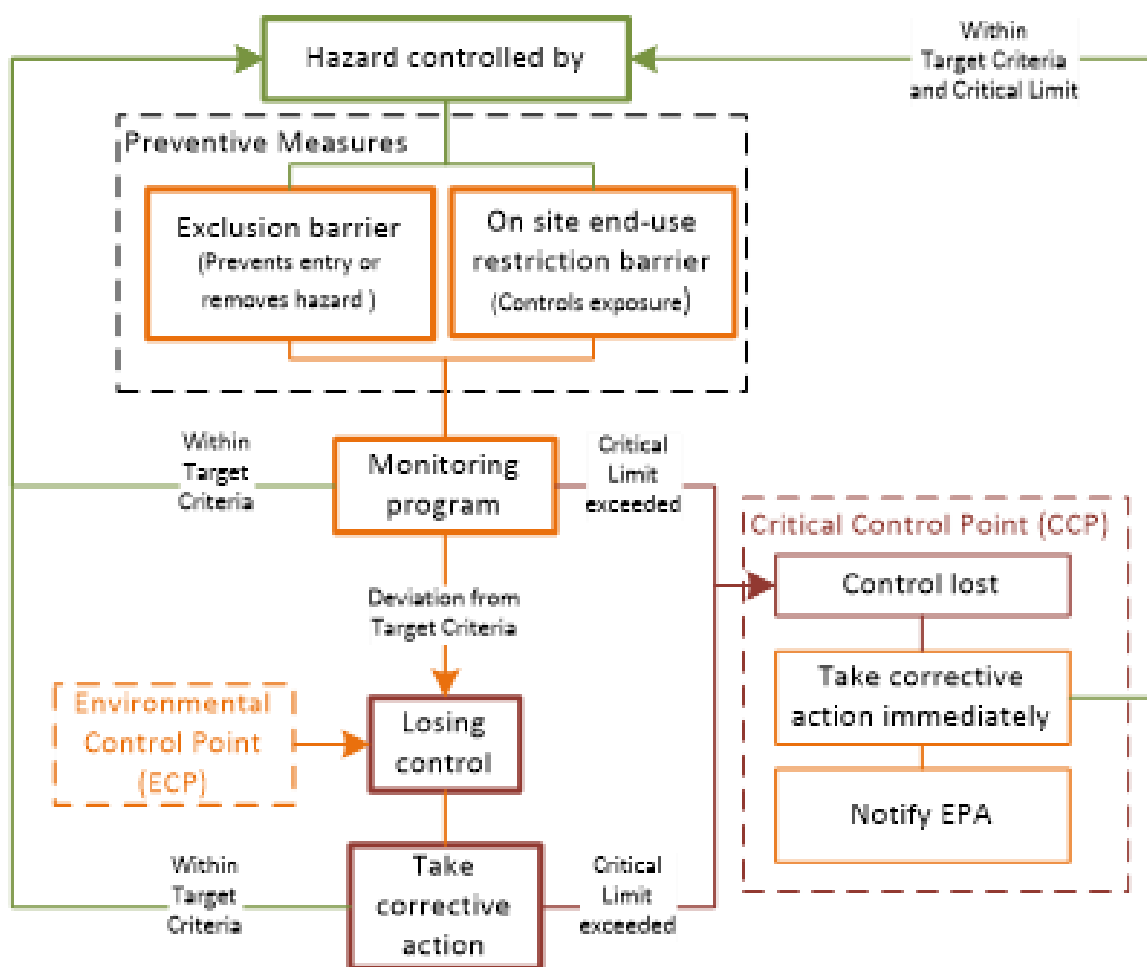 Hazard controlled by
Within
Target Criteria
and Critical Limit
Preventive Measures
Exclusion barrier
(Prevents entry or
removes hazard )
On site end-use
restriction barrier
(Controls exposure)
Within
Target
Criteria
Monitoring
program
Critical
Limit
exceeded
Critical Control Point (CCP)
Control lost
Take corrective
action immediately
Notify EPA
Deviation from
Target Criteria
Environmental
Control Point
(ECP)
Losing
control
Within
Target
Criteria
Take
corrective
action
Critical
Limit
exceeded